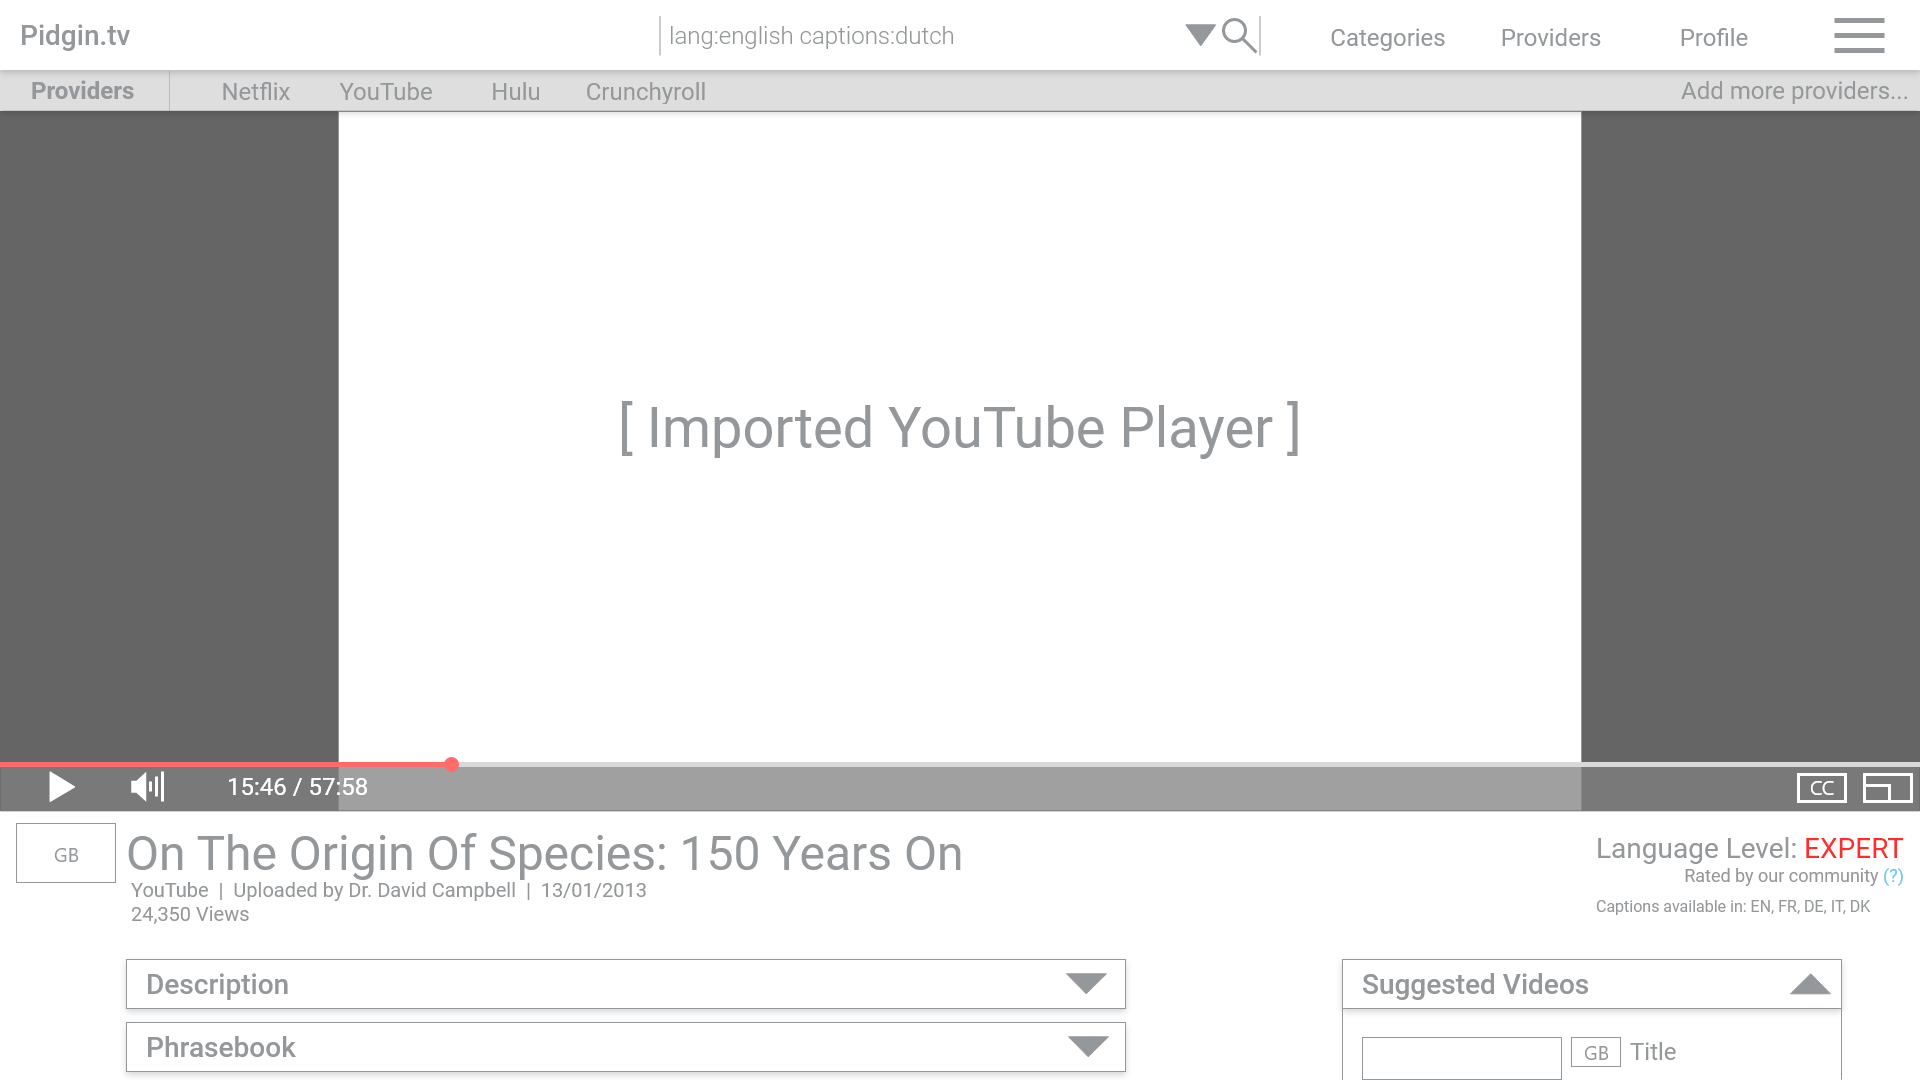 Pidgin.tv
lang:english captions:dutch
Categories
Providers
Profile
Providers
Netflix
YouTube
Hulu
Crunchyroll
Add more providers...
[ Imported YouTube Player ]
15:46 / 57:58
CC
GB
On The Origin Of Species: 150 Years On
YouTube | Uploaded by Dr. David Campbell | 13/01/2013
24,350 Views
Language Level: EXPERT
Rated by our community (?)
Captions available in: EN, FR, DE, IT, DK
Description
Phrasebook
Suggested Videos
GB
Title